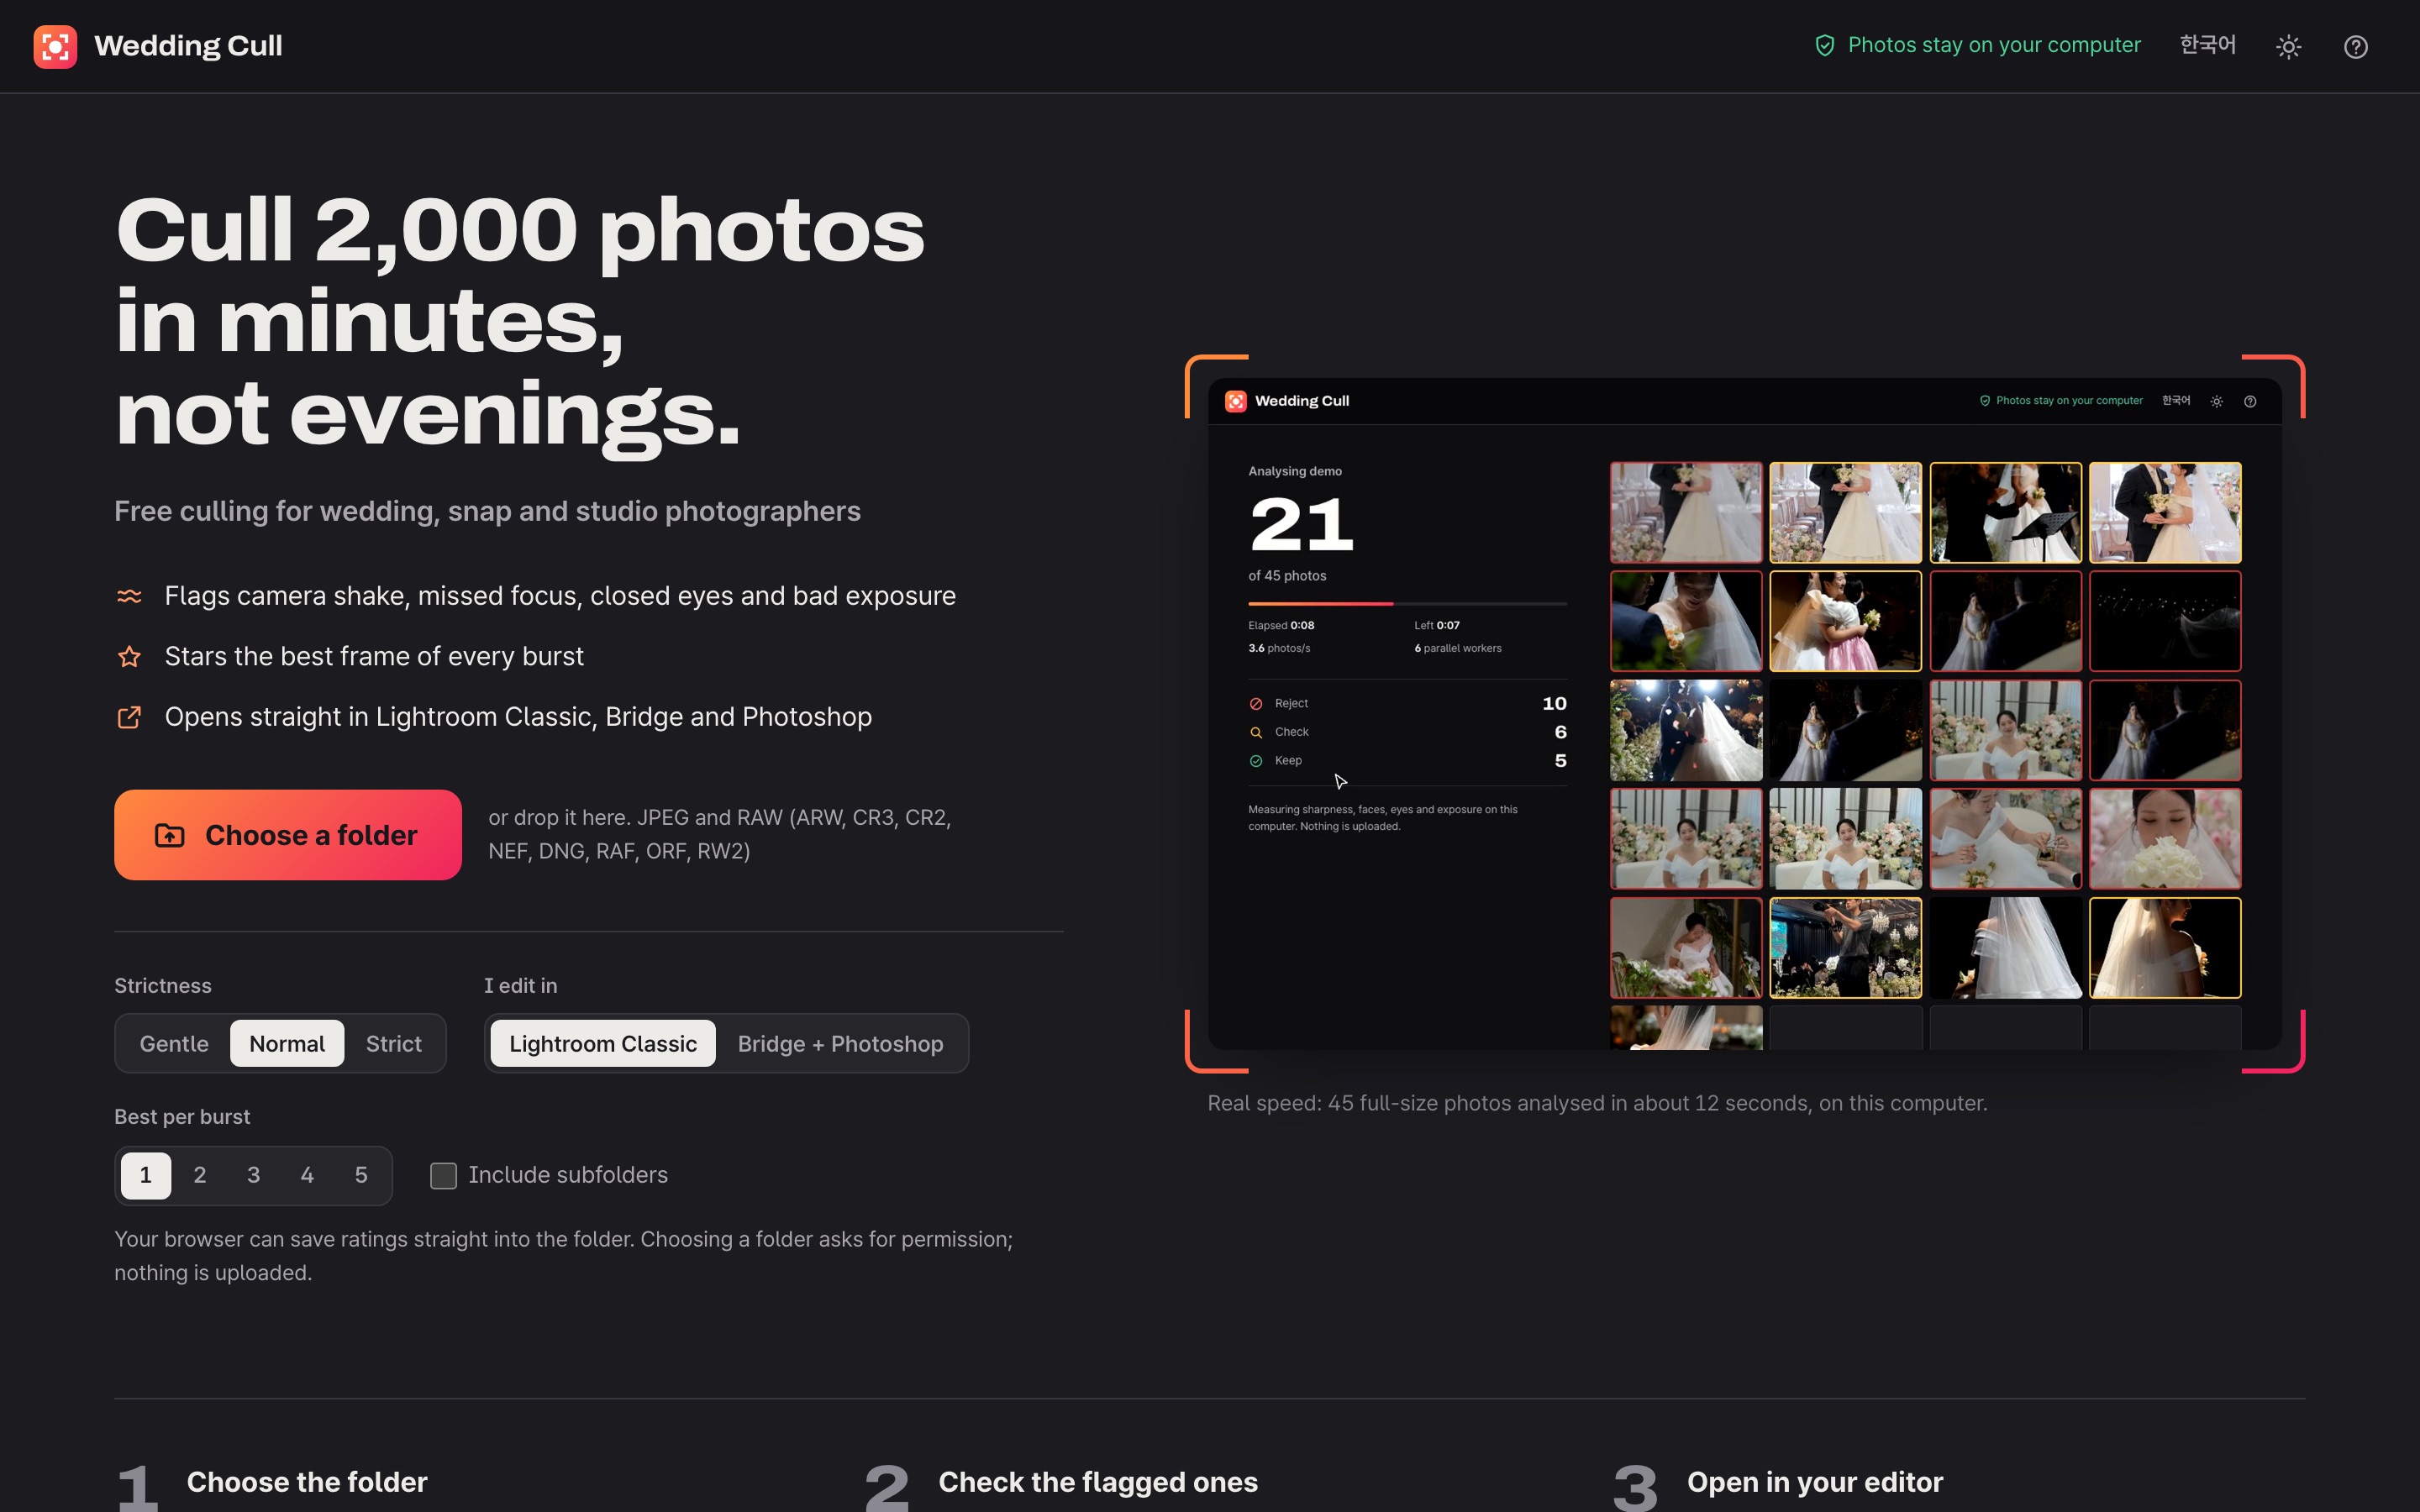 Wedding Cull
Photos stay on your computer
한국어
Cull 2,000 photos
in minutes,
not evenings.
Free culling for wedding, snap and studio photographers
Flags camera shake, missed focus, closed eyes and bad exposure
Stars the best frame of every burst
Opens straight in Lightroom Classic, Bridge and Photoshop
Choose a folder
or drop it here. JPEG and RAW (ARW, CR3, CR2,
NEF, DNG, RAF, ORF, RW2)
Strictness
Gentle Normal Strict
I edit in
Lightroom Classic Bridge + Photoshop
Best per burst
1 2 3 4 5
Include subfolders
Your browser can save ratings straight into the folder. Choosing a folder asks for permission;
nothing is uploaded.
Wedding Cull
Photos stay on your computer
한국어
Analysing demo
21
of 45 photos
Elapsed 0:08 Left 0:07
3.6 photos/s 6 parallel workers
Reject 10
Check 6
Keep 5
Measuring sharpness, faces, eyes and exposure on this
computer. Nothing is uploaded.
Real speed: 45 full-size photos analysed in about 12 seconds, on this computer.
1 Choose the folder
2 Check the flagged ones
3 Open in your editor